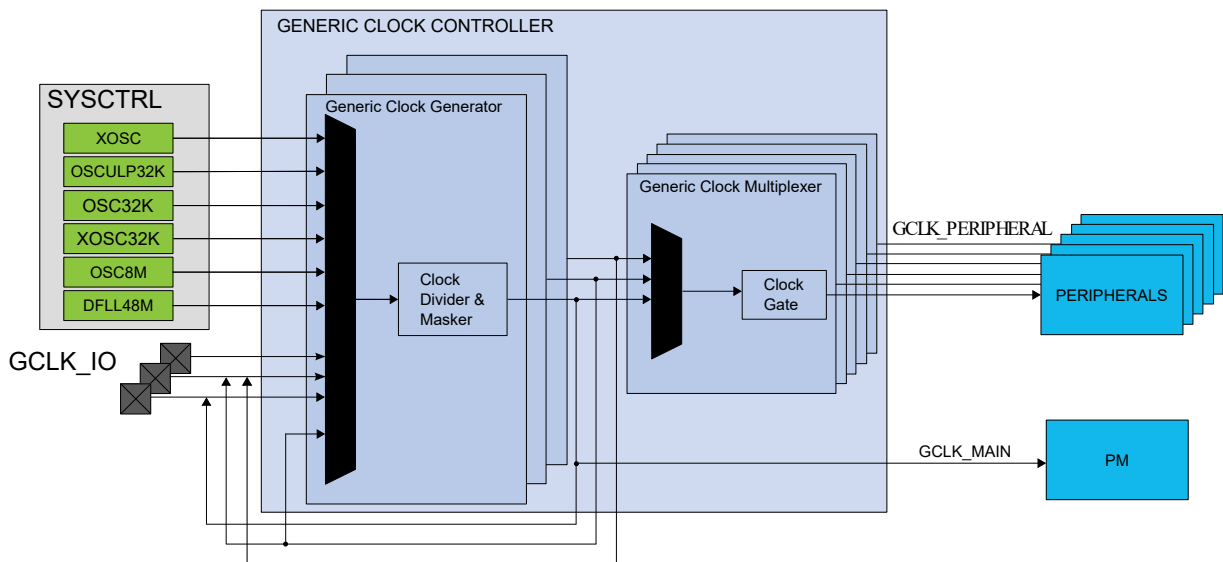 GENERIC CLOCK CONTROLLER
SYSCTRL
XOSC
OSCULP32K
OSC32K
XOSC32K
OSC8M
DFLL48M
GCLK_IO
Generic Clock Generator
Clock
Divider &
Masker
Generic Clock Multiplexer
Clock
Gate
GCLK_PERIPHERAL
PERIPHERALS
GCLK_MAIN
PM